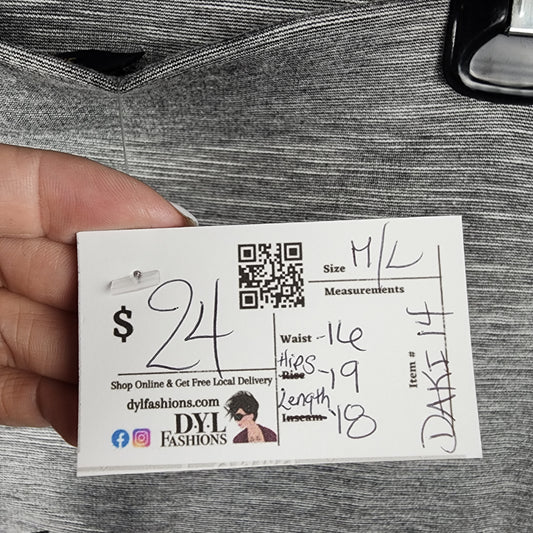 $ 24
Shop Online & Get Free Local Delivery
dylfashions.com
DY·L
FASHIONS
Size M/L
Measurements
Waist -16
Hips
Rise -19
Length
Inseam -18
Item # DAKI 14